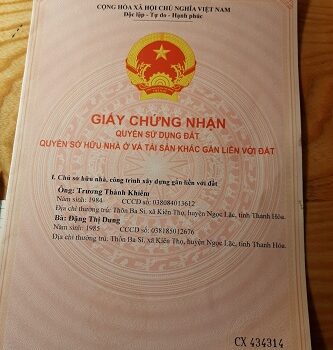 CỘNG HÒA XÃ HỘI CHỦ NGHĨA VIỆT NAM
Độc lập - Tự do - Hạnh phúc
GIẤY CHỨNG NHẬN
QUYỀN SỬ DỤNG ĐẤT
QUYỀN SỞ HỮU NHÀ Ở VÀ TÀI SẢN KHÁC GẮN LIỀN VỚI ĐẤT
I. Chủ sở hữu nhà, công trình xây dựng gắn liền với đất
Ông: Trương Thành Khiêm
Năm sinh: 1984 CCCD số: 038084013612
Địa chỉ thường trú: Thôn Ba Si, xã Kiên Thọ, huyện Ngọc Lặc, tỉnh Thanh Hóa.
Bà: Đặng Thị Dung
Năm sinh: 1985 CCCD số: 038185012676
Địa chỉ thường trú: Thôn Ba Si, xã Kiên Thọ, huyện Ngọc Lặc, tỉnh Thanh Hóa.
CX 434314